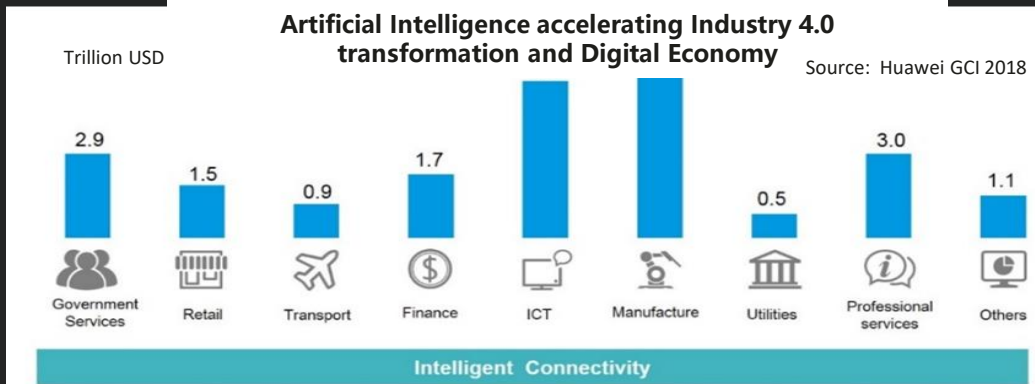 Artificial Intelligence accelerating Industry 4.0
transformation and Digital Economy
Trillion USD
Source: Huawei GCI 2018
2.9
1.5
0.9
1.7
0.5
3.0
1.1
Government
Services
Retail
Transport
Finance
ICT
Manufacture
Utilities
Professional
services
Others
Intelligent Connectivity